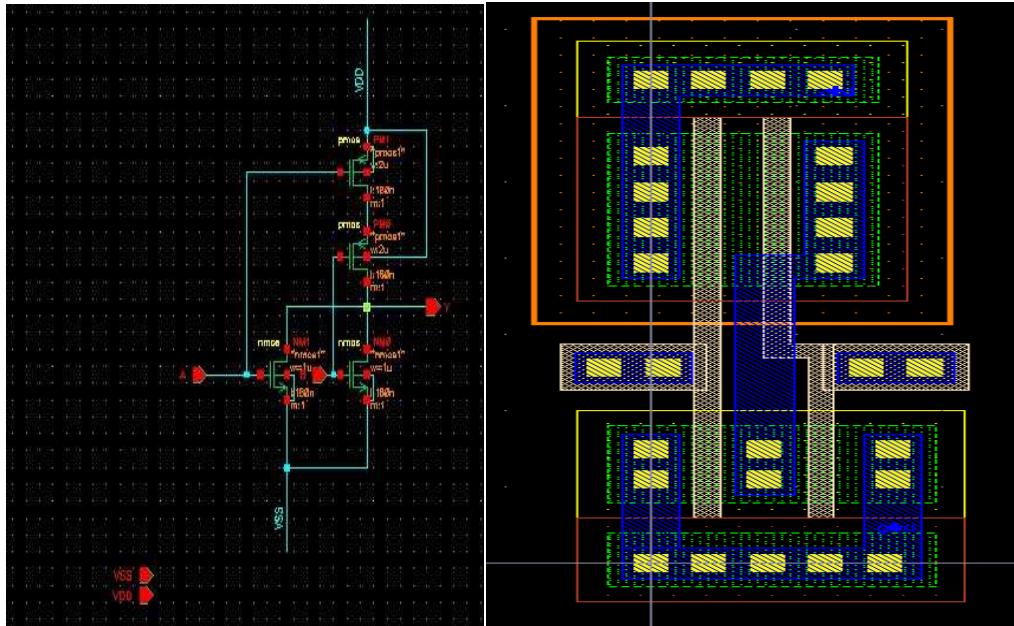 VDD
pmos
PM1
"pmos1"
w:2u
l:180n
m:1
pmos
PM0
"pmos1"
w:2u
l:180n
m:1
Y
nmos
NM1
"nmos1"
w=1u
l:180n
m:1
nmos
NM0
"nmos1"
w=1u
l:180n
m:1
A
B
VSS
VSS
VDD